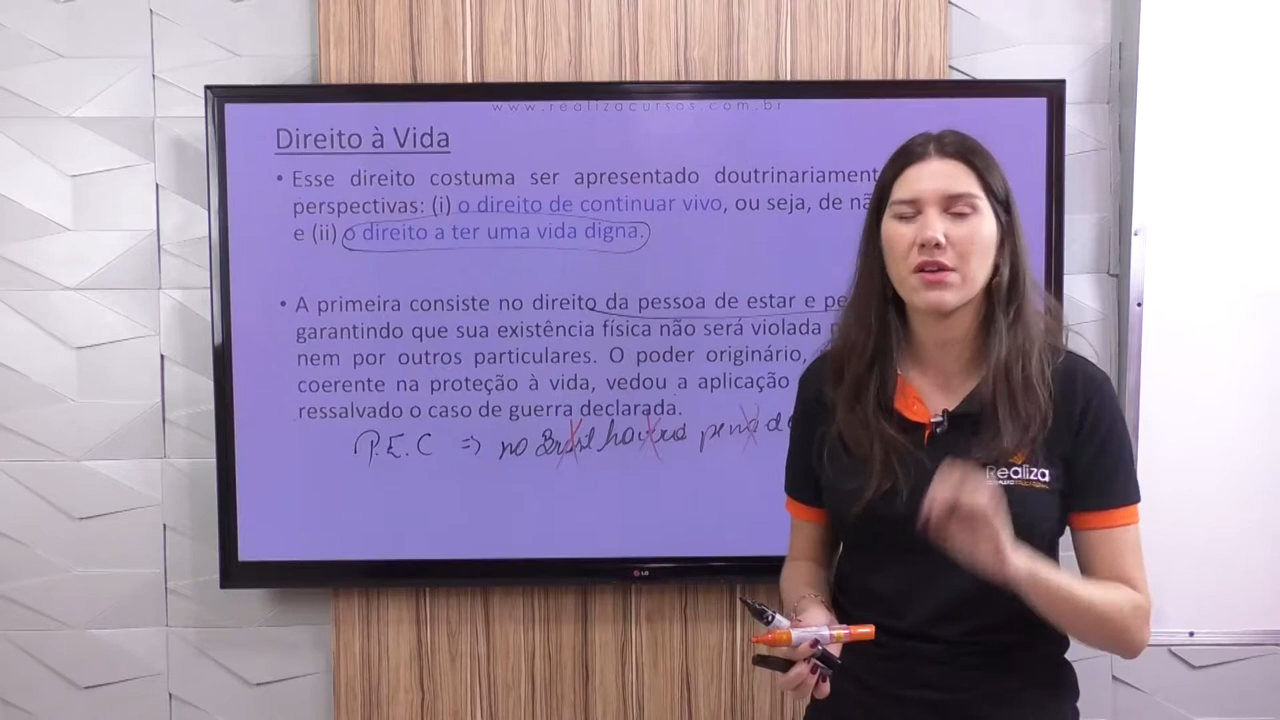 www.realizacursos.com.br
Direito à Vida
• Esse direito costuma ser apresentado doutrinariament
perspectivas: (i) o direito de continuar vivo, ou seja, de nã
e (ii) o direito a ter uma vida digna.
• A primeira consiste no direito da pessoa de estar e pe
garantindo que sua existência física não será violada p
nem por outros particulares. O poder originário,
coerente na proteção à vida, vedou a aplicação
ressalvado o caso de guerra declarada.
P.E.C => no Brasil haverá pena d
LG
Realiza